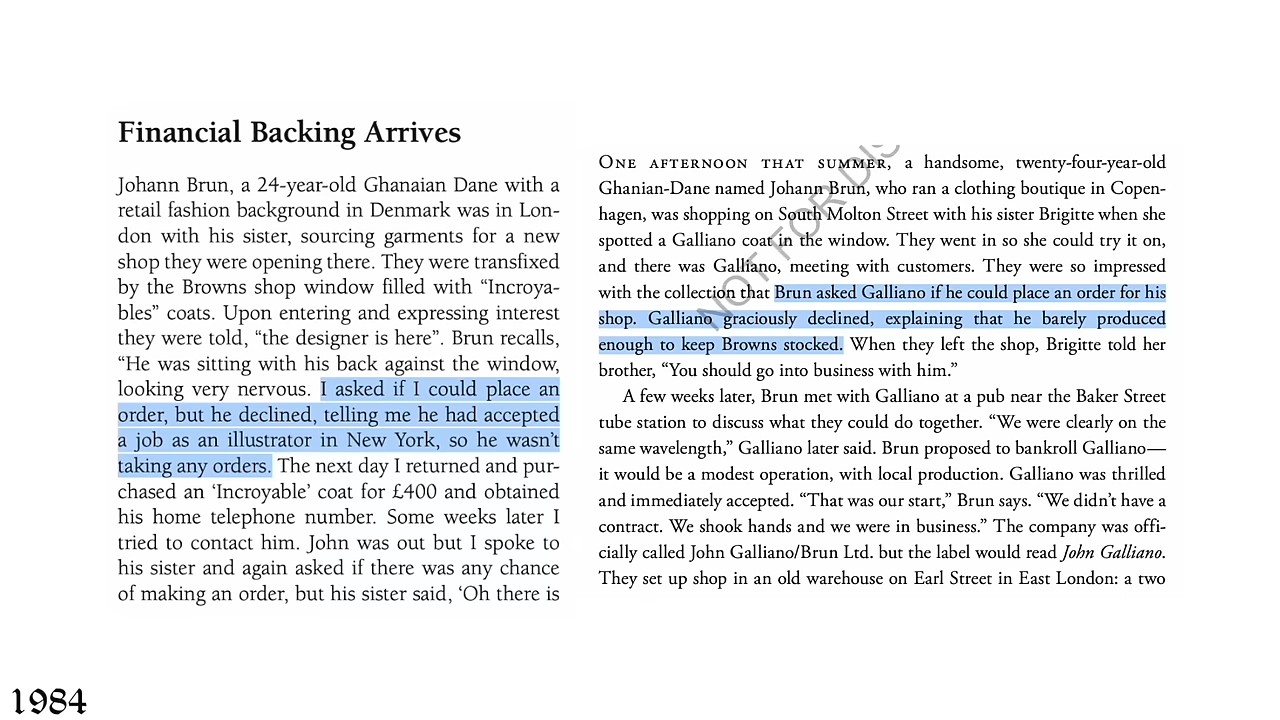 Financial Backing Arrives
Johann Brun, a 24-year-old Ghanaian Dane with a
retail fashion background in Denmark was in Lon-
don with his sister, sourcing garments for a new
shop they were opening there. They were transfixed
by the Browns shop window filled with “Incroya-
bles” coats. Upon entering and expressing interest
they were told, “the designer is here”. Brun recalls,
“He was sitting with his back against the window,
looking very nervous. I asked if I could place an
order, but he declined, telling me he had accepted
a job as an illustrator in New York, so he wasn’t
taking any orders. The next day I returned and pur-
chased an ‘Incroyable’ coat for £400 and obtained
his home telephone number. Some weeks later I
tried to contact him. John was out but I spoke to
his sister and again asked if there was any chance
of making an order, but his sister said, ‘Oh there is
ONE AFTERNOON THAT SUMMER, a handsome, twenty-four-year-old
Ghanian-Dane named Johann Brun, who ran a clothing boutique in Copen-
hagen, was shopping on South Molton Street with his sister Brigitte when she
spotted a Galliano coat in the window. They went in so she could try it on,
and there was Galliano, meeting with customers. They were so impressed
with the collection that Brun asked Galliano if he could place an order for his
shop. Galliano graciously declined, explaining that he barely produced
enough to keep Browns stocked. When they left the shop, Brigitte told her
brother, “You should go into business with him.”
A few weeks later, Brun met with Galliano at a pub near the Baker Street
tube station to discuss what they could do together. “We were clearly on the
same wavelength,” Galliano later said. Brun proposed to bankroll Galliano—
it would be a modest operation, with local production. Galliano was thrilled
and immediately accepted. “That was our start,” Brun says. “We didn’t have a
contract. We shook hands and we were in business.” The company was offi-
cially called John Galliano/Brun Ltd. but the label would read John Galliano.
They set up shop in an old warehouse on Earl Street in East London: a two
NOT FOR DIS
1984